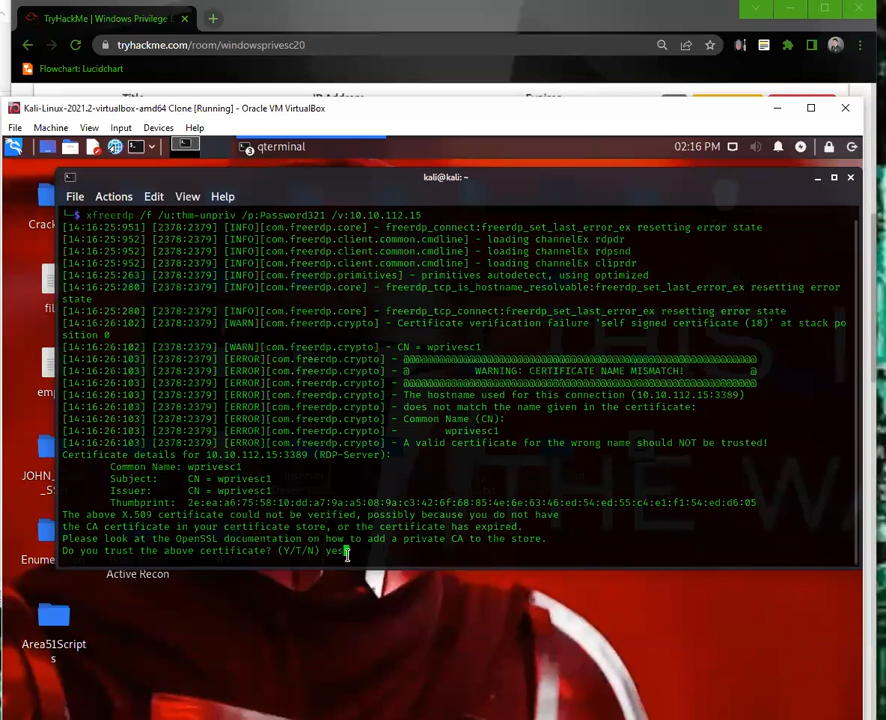 TryHackMe | Windows Privilege E
tryhackme.com/room/windowsprivesc20
Flowchart: Lucidchart
Title IP Address Expires
Kali-Linux-2021.2-virtualbox-amd64 Clone [Running] - Oracle VM VirtualBox
File Machine View Input Devices Help
qterminal
02:16 PM
kali@kali: ~
File Actions Edit View Help
└─$ xfreerdp /f /u:thm-unpriv /p:Password321 /v:10.10.112.15
[14:16:25:951] [2378:2379] [INFO][com.freerdp.core] - freerdp_connect:freerdp_set_last_error_ex resetting error state
[14:16:25:952] [2378:2379] [INFO][com.freerdp.client.common.cmdline] - loading channelEx rdpdr
[14:16:25:952] [2378:2379] [INFO][com.freerdp.client.common.cmdline] - loading channelEx rdpsnd
[14:16:25:952] [2378:2379] [INFO][com.freerdp.client.common.cmdline] - loading channelEx cliprdr
[14:16:25:263] [2378:2379] [INFO][com.freerdp.primitives] - primitives autodetect, using optimized
[14:16:25:280] [2378:2379] [INFO][com.freerdp.core] - freerdp_tcp_is_hostname_resolvable:freerdp_set_last_error_ex resetting error
state
[14:16:25:280] [2378:2379] [INFO][com.freerdp.core] - freerdp_tcp_connect:freerdp_set_last_error_ex resetting error state
[14:16:26:102] [2378:2379] [WARN][com.freerdp.crypto] - Certificate verification failure 'self signed certificate (18)' at stack po
sition 0
[14:16:26:102] [2378:2379] [WARN][com.freerdp.crypto] - CN = wprivesc1
[14:16:26:103] [2378:2379] [ERROR][com.freerdp.crypto] - @@@@@@@@@@@@@@@@@@@@@@@@@@@@@@@@@@@@@@@@@@@@@@@@@@@@@@@@@@@
[14:16:26:103] [2378:2379] [ERROR][com.freerdp.crypto] - @ WARNING: CERTIFICATE NAME MISMATCH! @
[14:16:26:103] [2378:2379] [ERROR][com.freerdp.crypto] - @@@@@@@@@@@@@@@@@@@@@@@@@@@@@@@@@@@@@@@@@@@@@@@@@@@@@@@@@@@
[14:16:26:103] [2378:2379] [ERROR][com.freerdp.crypto] - The hostname used for this connection (10.10.112.15:3389)
[14:16:26:103] [2378:2379] [ERROR][com.freerdp.crypto] - does not match the name given in the certificate:
[14:16:26:103] [2378:2379] [ERROR][com.freerdp.crypto] - Common Name (CN):
[14:16:26:103] [2378:2379] [ERROR][com.freerdp.crypto] - wprivesc1
[14:16:26:103] [2378:2379] [ERROR][com.freerdp.crypto] - A valid certificate for the wrong name should NOT be trusted!
Certificate details for 10.10.112.15:3389 (RDP-Server):
Common Name: wprivesc1
Subject: CN = wprivesc1
Issuer: CN = wprivesc1
Thumbprint: 2e:ea:a6:75:58:10:dd:a7:9a:a5:08:9a:c3:42:6f:68:85:4e:6e:63:46:ed:54:ed:55:c4:e1:f1:54:ed:d6:05
The above X.509 certificate could not be verified, possibly because you do not have
the CA certificate in your certificate store, or the certificate has expired.
Please look at the OpenSSL documentation on how to add a private CA to the store.
Do you trust the above certificate? (Y/T/N) yes
Crack
fil
emp
JOHN_
_S
Enume
Active Recon
Area51Script
s
THIS I
THE WA